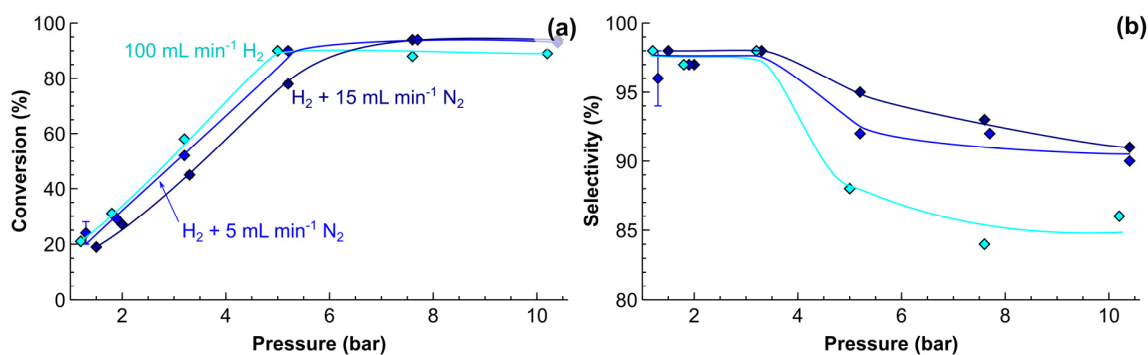 (a)
100
80
60
40
20
0
Conversion (%)
100 mL min⁻¹ H₂
H₂ + 15 mL min⁻¹ N₂
H₂ + 5 mL min⁻¹ N₂
2
4
6
8
10
Pressure (bar)
(b)
100
95
90
85
80
Selectivity (%)
2
4
6
8
10
Pressure (bar)